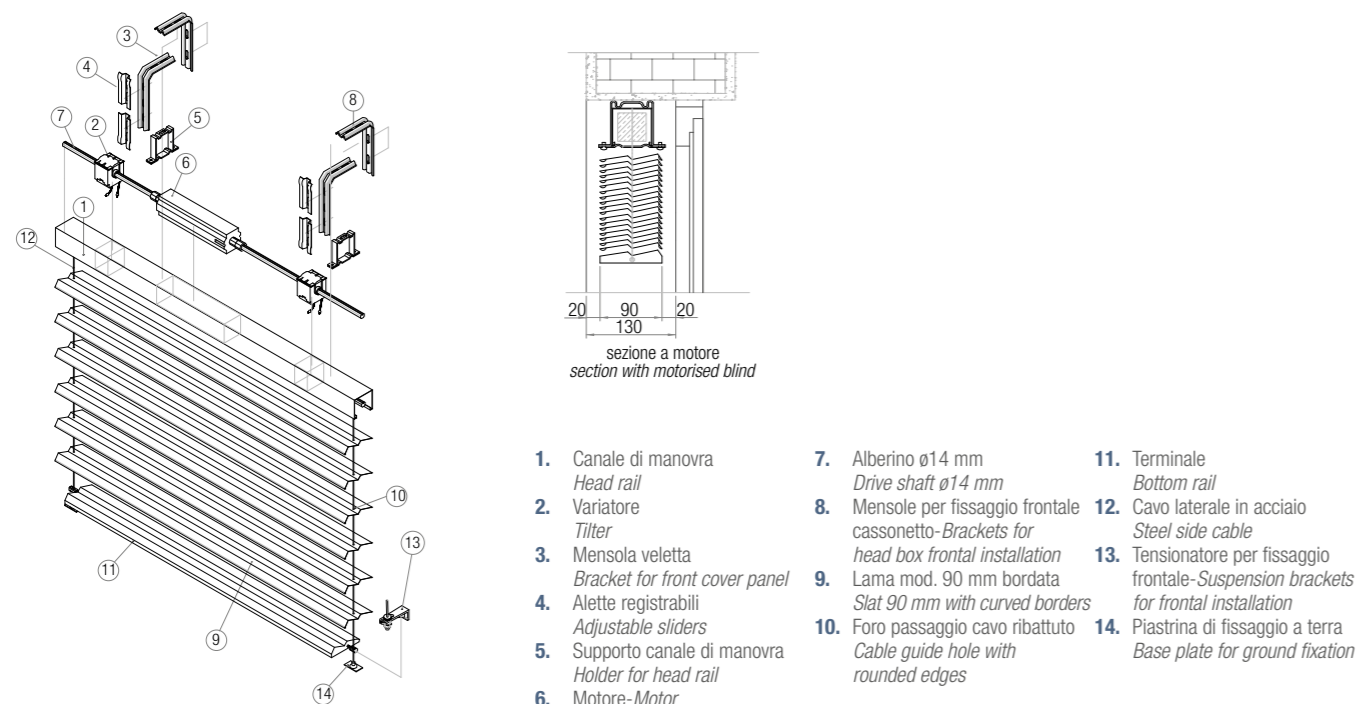 3
4
8
7
2
5
6
1
12
20 90 20
130
sezione a motore
section with motorised blind
10
13
11
9
14
1. Canale di manovra
Head rail
2. Variatore
Tilter
3. Mensola veletta
Bracket for front cover panel
4. Alette registrabili
Adjustable sliders
5. Supporto canale di manovra
Holder for head rail
6. Motore-Motor
7. Alberino ø14 mm
Drive shaft ø14 mm
8. Mensole per fissaggio frontale
cassonetto-Brackets for
head box frontal installation
9. Lama mod. 90 mm bordata
Slat 90 mm with curved borders
10. Foro passaggio cavo ribattuto
Cable guide hole with
rounded edges
11. Terminale
Bottom rail
12. Cavo laterale in acciaio
Steel side cable
13. Tensionatore per fissaggio
frontale-Suspension brackets
for frontal installation
14. Piastrina di fissaggio a terra
Base plate for ground fixation